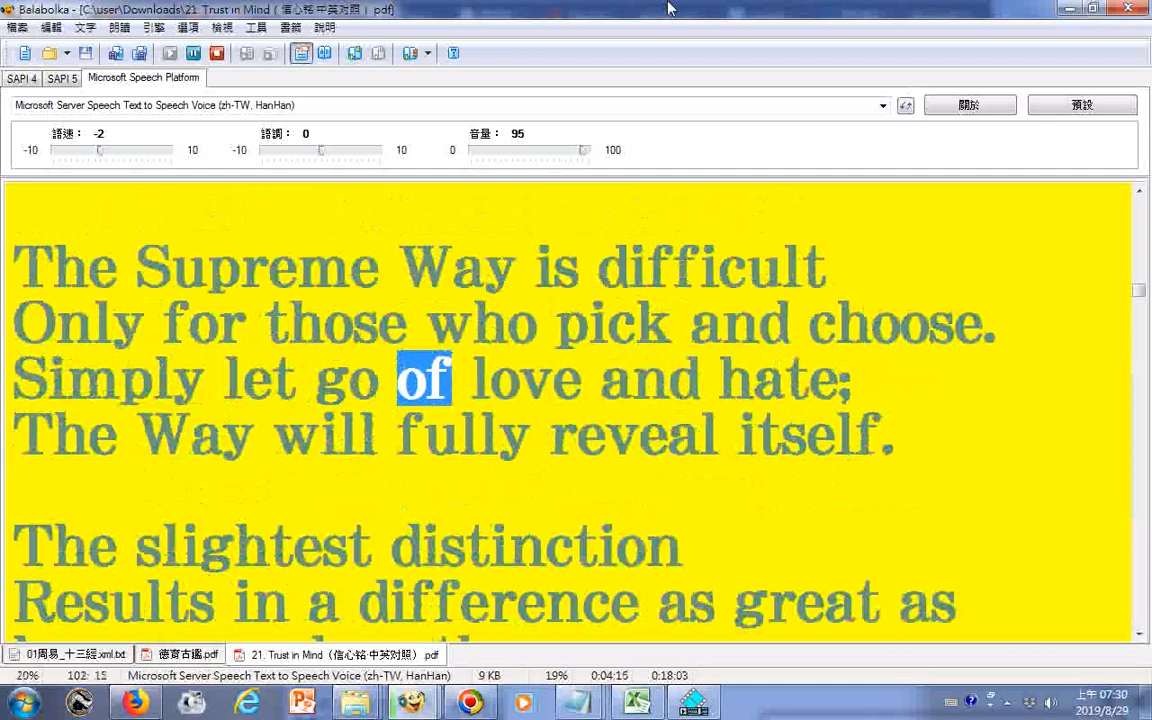 Balabolka - [C:\user\Downloads\21. Trust in Mind（信心铭·中英对照）.pdf]
檔案 編輯 文字 朗讀 引擎 選項 檢視 工具 書籤 說明
SAPI 4 SAPI 5 Microsoft Speech Platform
Microsoft Server Speech Text to Speech Voice (zh-TW, HanHan) 關於 預設
語速： -2 語調： 0 音量： 95
-10 10 -10 10 0 100
The Supreme Way is difficult
Only for those who pick and choose.
Simply let go of love and hate;
The Way will fully reveal itself.
The slightest distinction
Results in a difference as great as
01周易_十三經.xml.txt 德育古鑑.pdf 21. Trust in Mind（信心铭·中英对照）.pdf
20% 102: 15 Microsoft Server Speech Text to Speech Voice (zh-TW, HanHan) 9 KB 19% 0:04:15 0:18:03
上午 07:30
2019/8/29